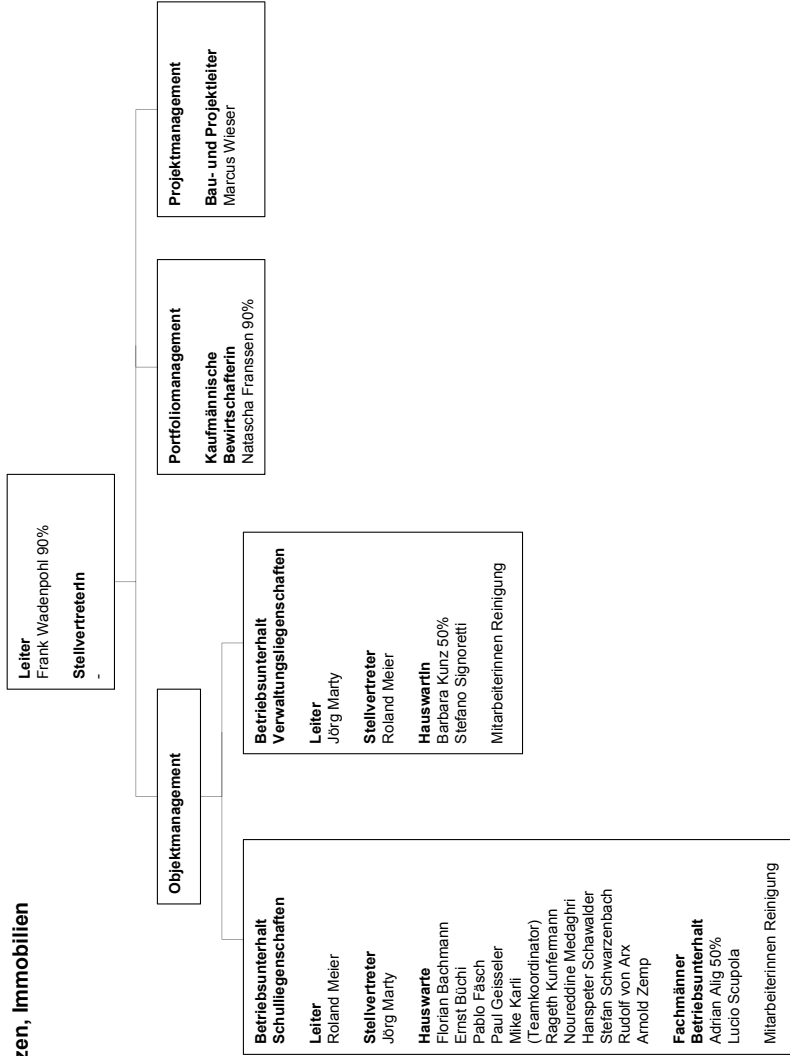 zen, Immobilien
Leiter
Frank Wadenpohl 90%
StellvertreterIn
-
Objektmanagement
Portfoliomanagement
Kaufmännische
Bewirtschafterin
Natascha Franssen 90%
Projektmanagement
Bau- und Projektleiter
Marcus Wieser
Betriebsunterhalt
Schulliegenschaften
Leiter
Roland Meier
Stellvertreter
Jörg Marty
Hauswarte
Florian Bachmann
Ernst Büchi
Pablo Fäsch
Paul Geisseler
Mike Karli
(Teamkoordinator)
Rageth Kunfermann
Noureddine Medaghri
Hanspeter Schawalder
Stefan Schwarzenbach
Rudolf von Arx
Arnold Zemp
Fachmänner
Betriebsunterhalt
Adrian Alig 50%
Lucio Scupola
Mitarbeiterinnen Reinigung
Betriebsunterhalt
Verwaltungsliegenschaften
Leiter
Jörg Marty
Stellvertreter
Roland Meier
HauswartIn
Barbara Kunz 50%
Stefano Signoretti
Mitarbeiterinnen Reinigung